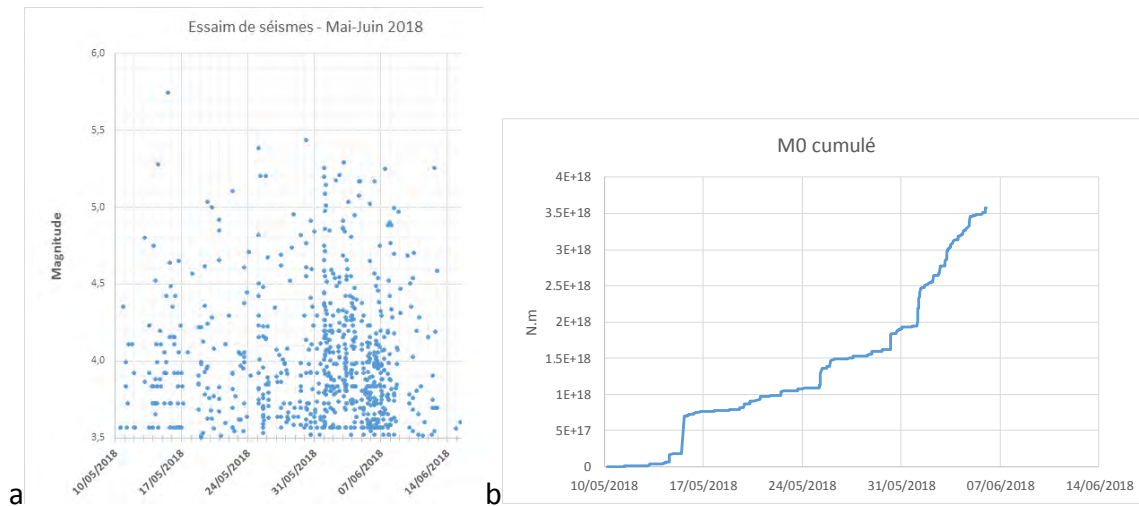 Essaim de séismes - Mai-Juin 2018
6,0
5,5
5,0
4,5
4,0
3,5
Magnitude
10/05/2018
17/05/2018
24/05/2018
31/05/2018
07/06/2018
14/06/2018
a
M0 cumulé
4E+18
3.5E+18
3E+18
2.5E+18
2E+18
1.5E+18
1E+18
5E+17
0
N.m
10/05/2018
17/05/2018
24/05/2018
31/05/2018
07/06/2018
14/06/2018
b